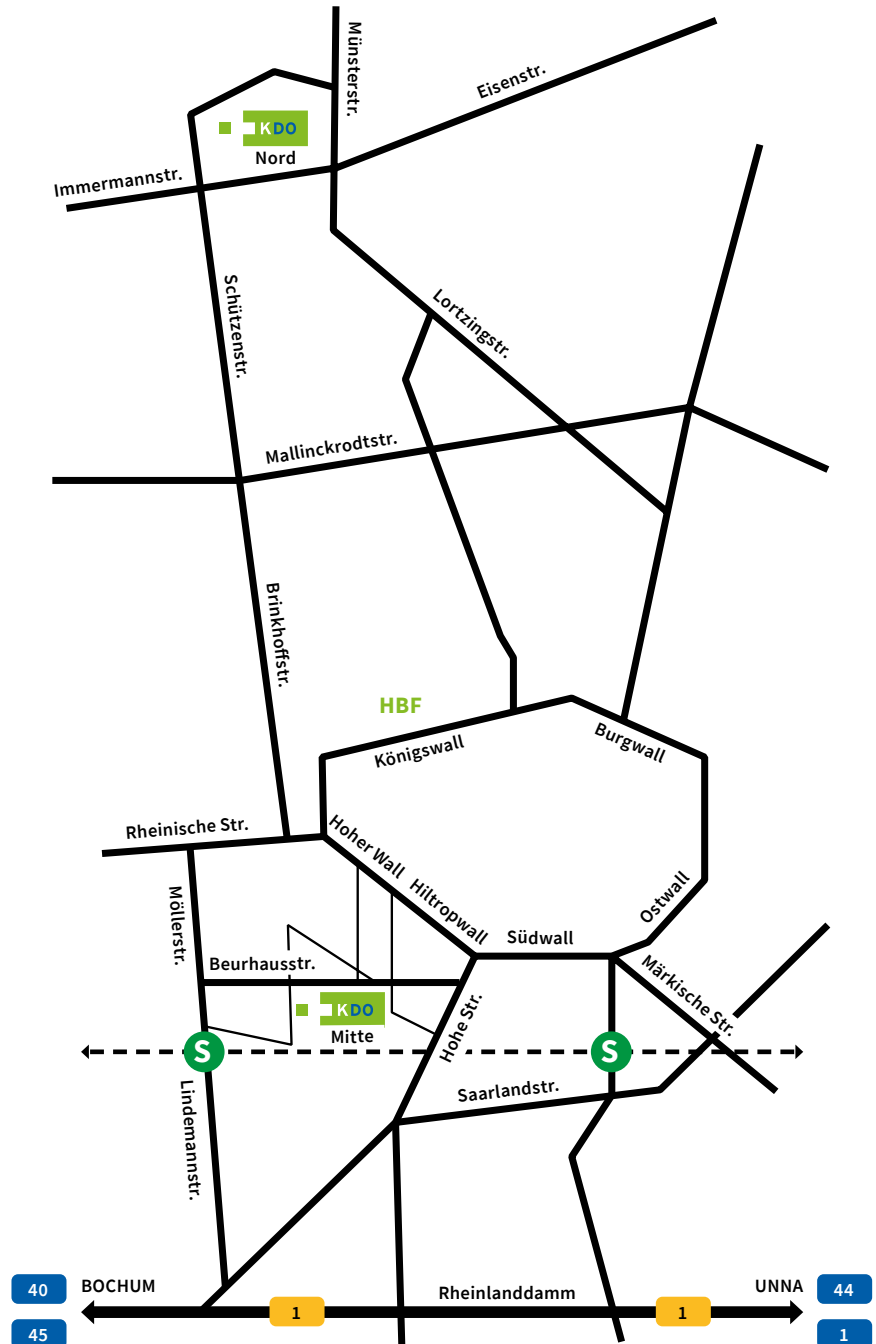 Münsterstr.
Eisenstr.
KDO
Nord
Immermannstr.
Schützenstr.
Lortzingstr.
Mallinckrodtstr.
Brinkhoffstr.
HBF
Königswall
Burgwall
Rheinische Str.
Hoher Wall
Hiltropwall
Südwall
Ostwall
Möllerstr.
Beurhausstr.
KDO
Mitte
Hohe Str.
Märkische Str.
S
S
Saarlandstr.
Lindemannstr.
40
BOCHUM
Rheinlanddamm
UNNA
44
1
1
45
1